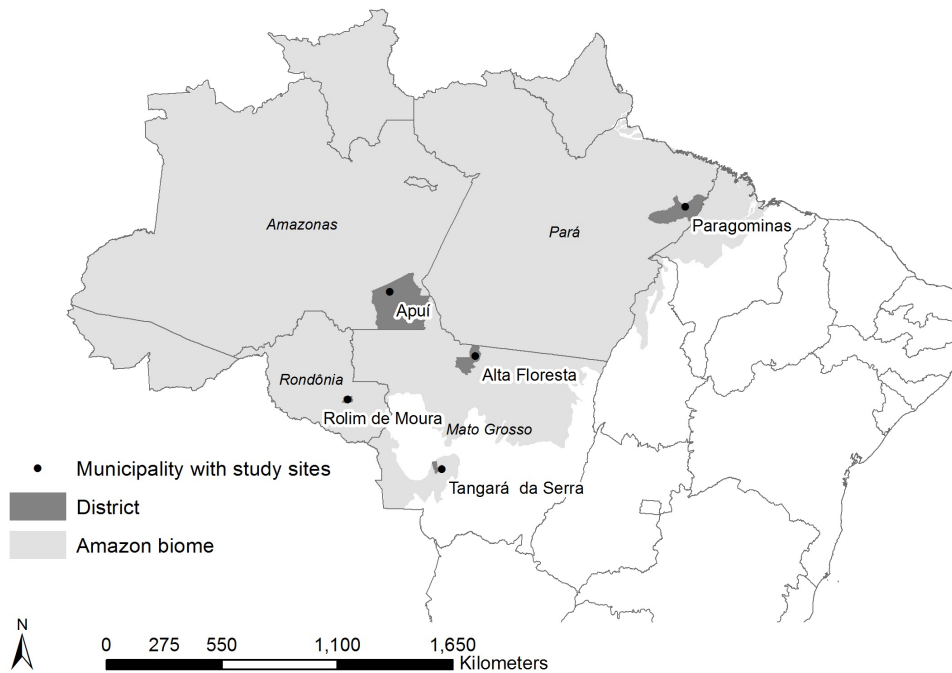 Amazonas
Pará
Paragominas
Apuí
Alta Floresta
Rondônia
Rolim de Moura
Mato Grosso
Tangará da Serra
Municipality with study sites
District
Amazon biome
N
0 275 550 1,100 1,650
Kilometers